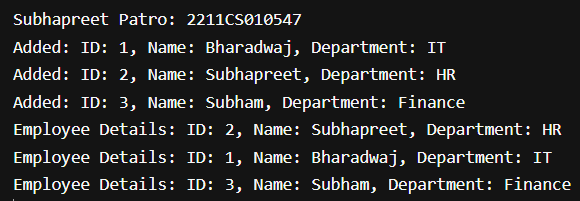 Subhapreet Patro: 2211CS010547
Added: ID: 1, Name: Bharadwaj, Department: IT
Added: ID: 2, Name: Subhapreet, Department: HR
Added: ID: 3, Name: Subham, Department: Finance
Employee Details: ID: 2, Name: Subhapreet, Department: HR
Employee Details: ID: 1, Name: Bharadwaj, Department: IT
Employee Details: ID: 3, Name: Subham, Department: Finance